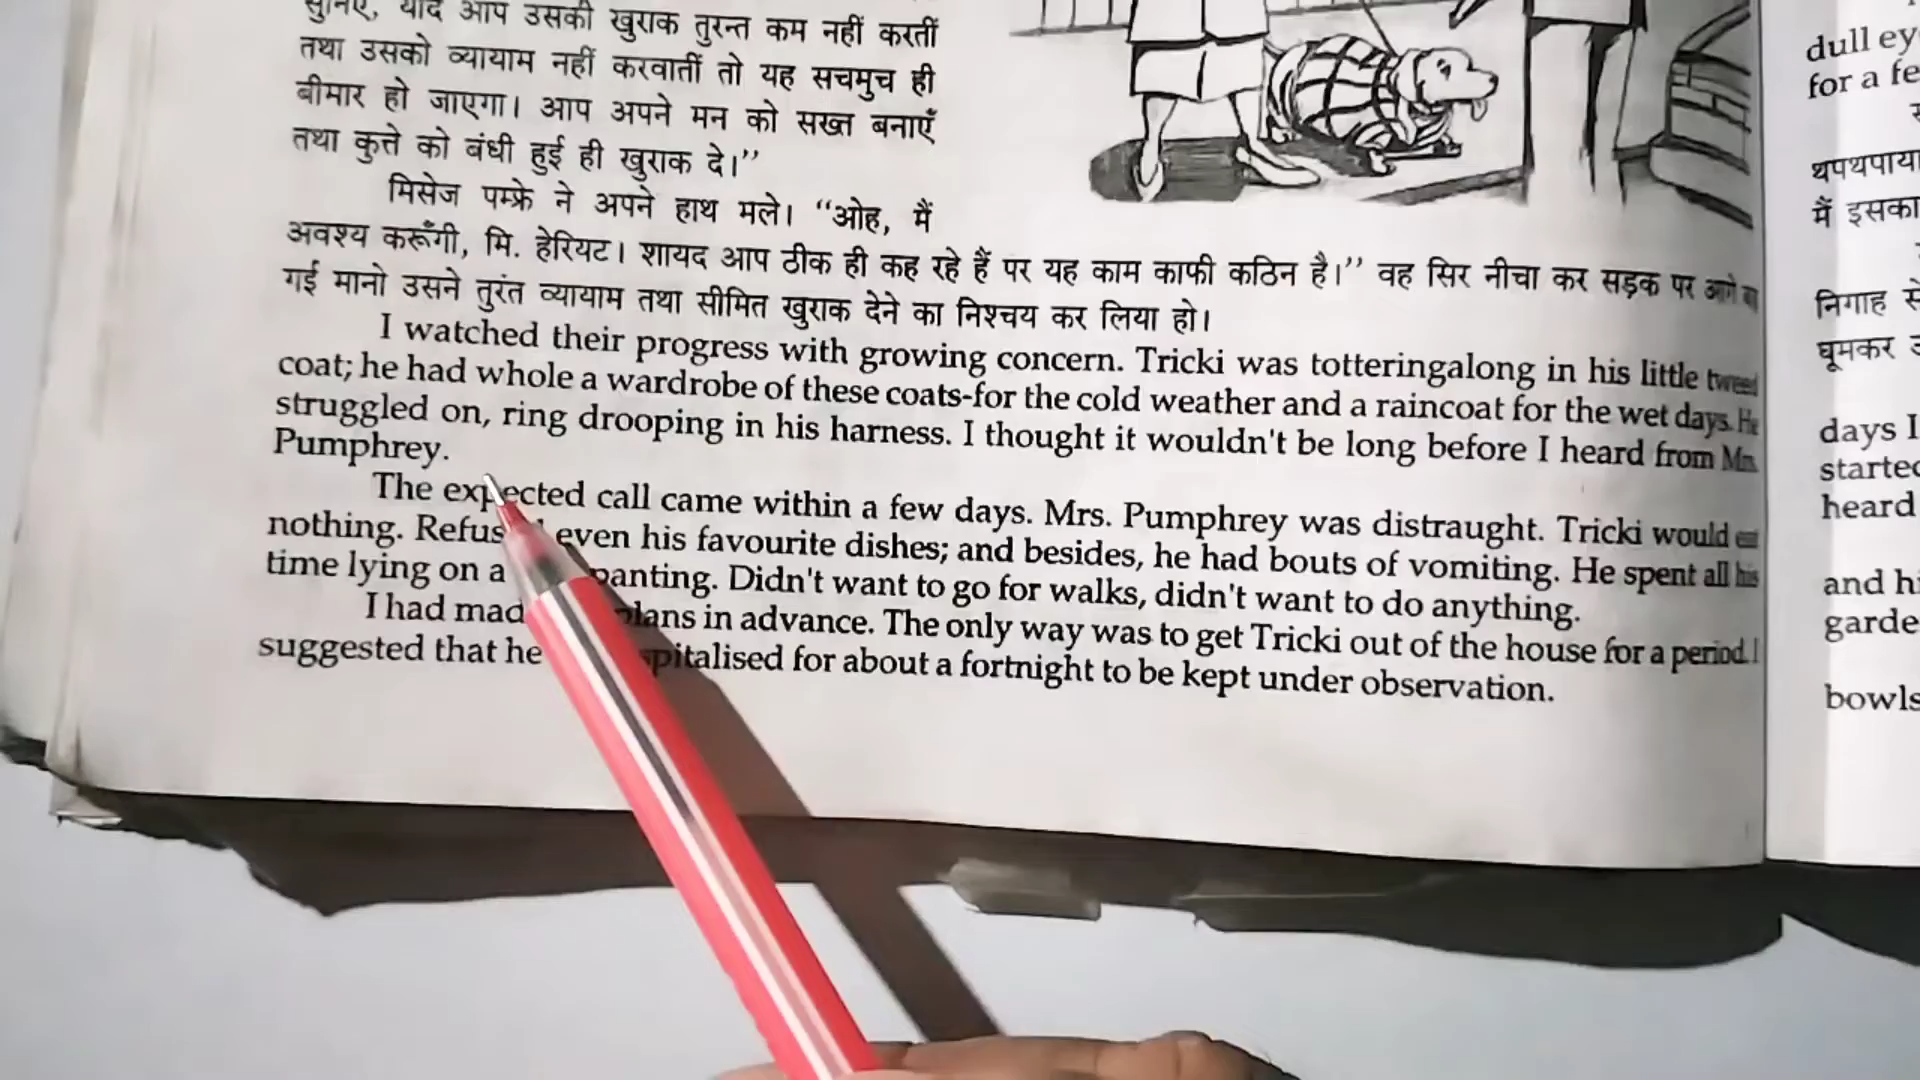 सुनिए, यदि आप उसकी खुराक तुरन्त कम नहीं करतीं
तथा उसको व्यायाम नहीं करवातीं तो यह सचमुच ही
बीमार हो जाएगा। आप अपने मन को सख्त बनाएँ
तथा कुत्ते को बंधी हुई ही खुराक दे।”
मिसेज पम्फ्रे ने अपने हाथ मले। “ओह, मैं
अवश्य करूँगी, मि. हेरियट। शायद आप ठीक ही कह रहे हैं पर यह काम काफी कठिन है।” वह सिर नीचा कर सड़क पर आगे
गई मानो उसने तुरंत व्यायाम तथा सीमित खुराक देने का निश्चय कर लिया हो।
I watched their progress with growing concern. Tricki was totteringalong in his little tweed
coat; he had whole a wardrobe of these coats-for the cold weather and a raincoat for the wet days. He
struggled on, ring drooping in his harness. I thought it wouldn't be long before I heard from Mrs.
Pumphrey.
The expected call came within a few days. Mrs. Pumphrey was distraught. Tricki would eat
nothing. Refus even his favourite dishes; and besides, he had bouts of vomiting. He spent all his
time lying on a panting. Didn't want to go for walks, didn't want to do anything.
I had mad plans in advance. The only way was to get Tricki out of the house for a period. I
suggested that he spitalised for about a fortnight to be kept under observation.
dull ey
for a fe
थपथपाया
मैं इसका
निगाह से
घूमकर
days I
started
heard
and hi
garde
bowls